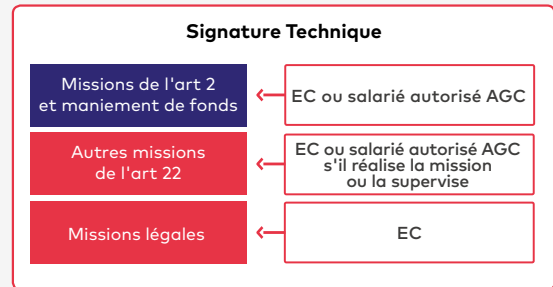 Signature Technique
Missions de l'art 2
et maniement de fonds
EC ou salarié autorisé AGC
Autres missions
de l'art 22
EC ou salarié autorisé AGC
s'il réalise la mission
ou la supervise
Missions légales
EC